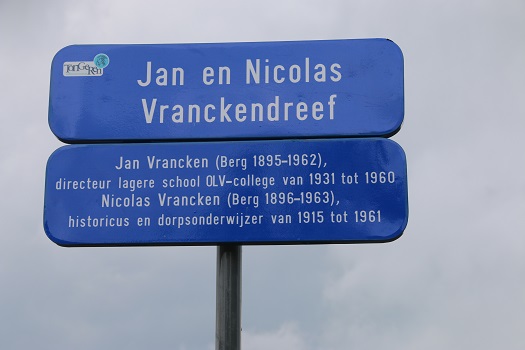 TonGeRen
Jan en Nicolas
Vranckendreef
Jan Vrancken (Berg 1895-1962),
directeur lagere school OLV-college van 1931 tot 1960
Nicolas Vrancken (Berg 1896-1963),
historicus en dorpsonderwijzer van 1915 tot 1961